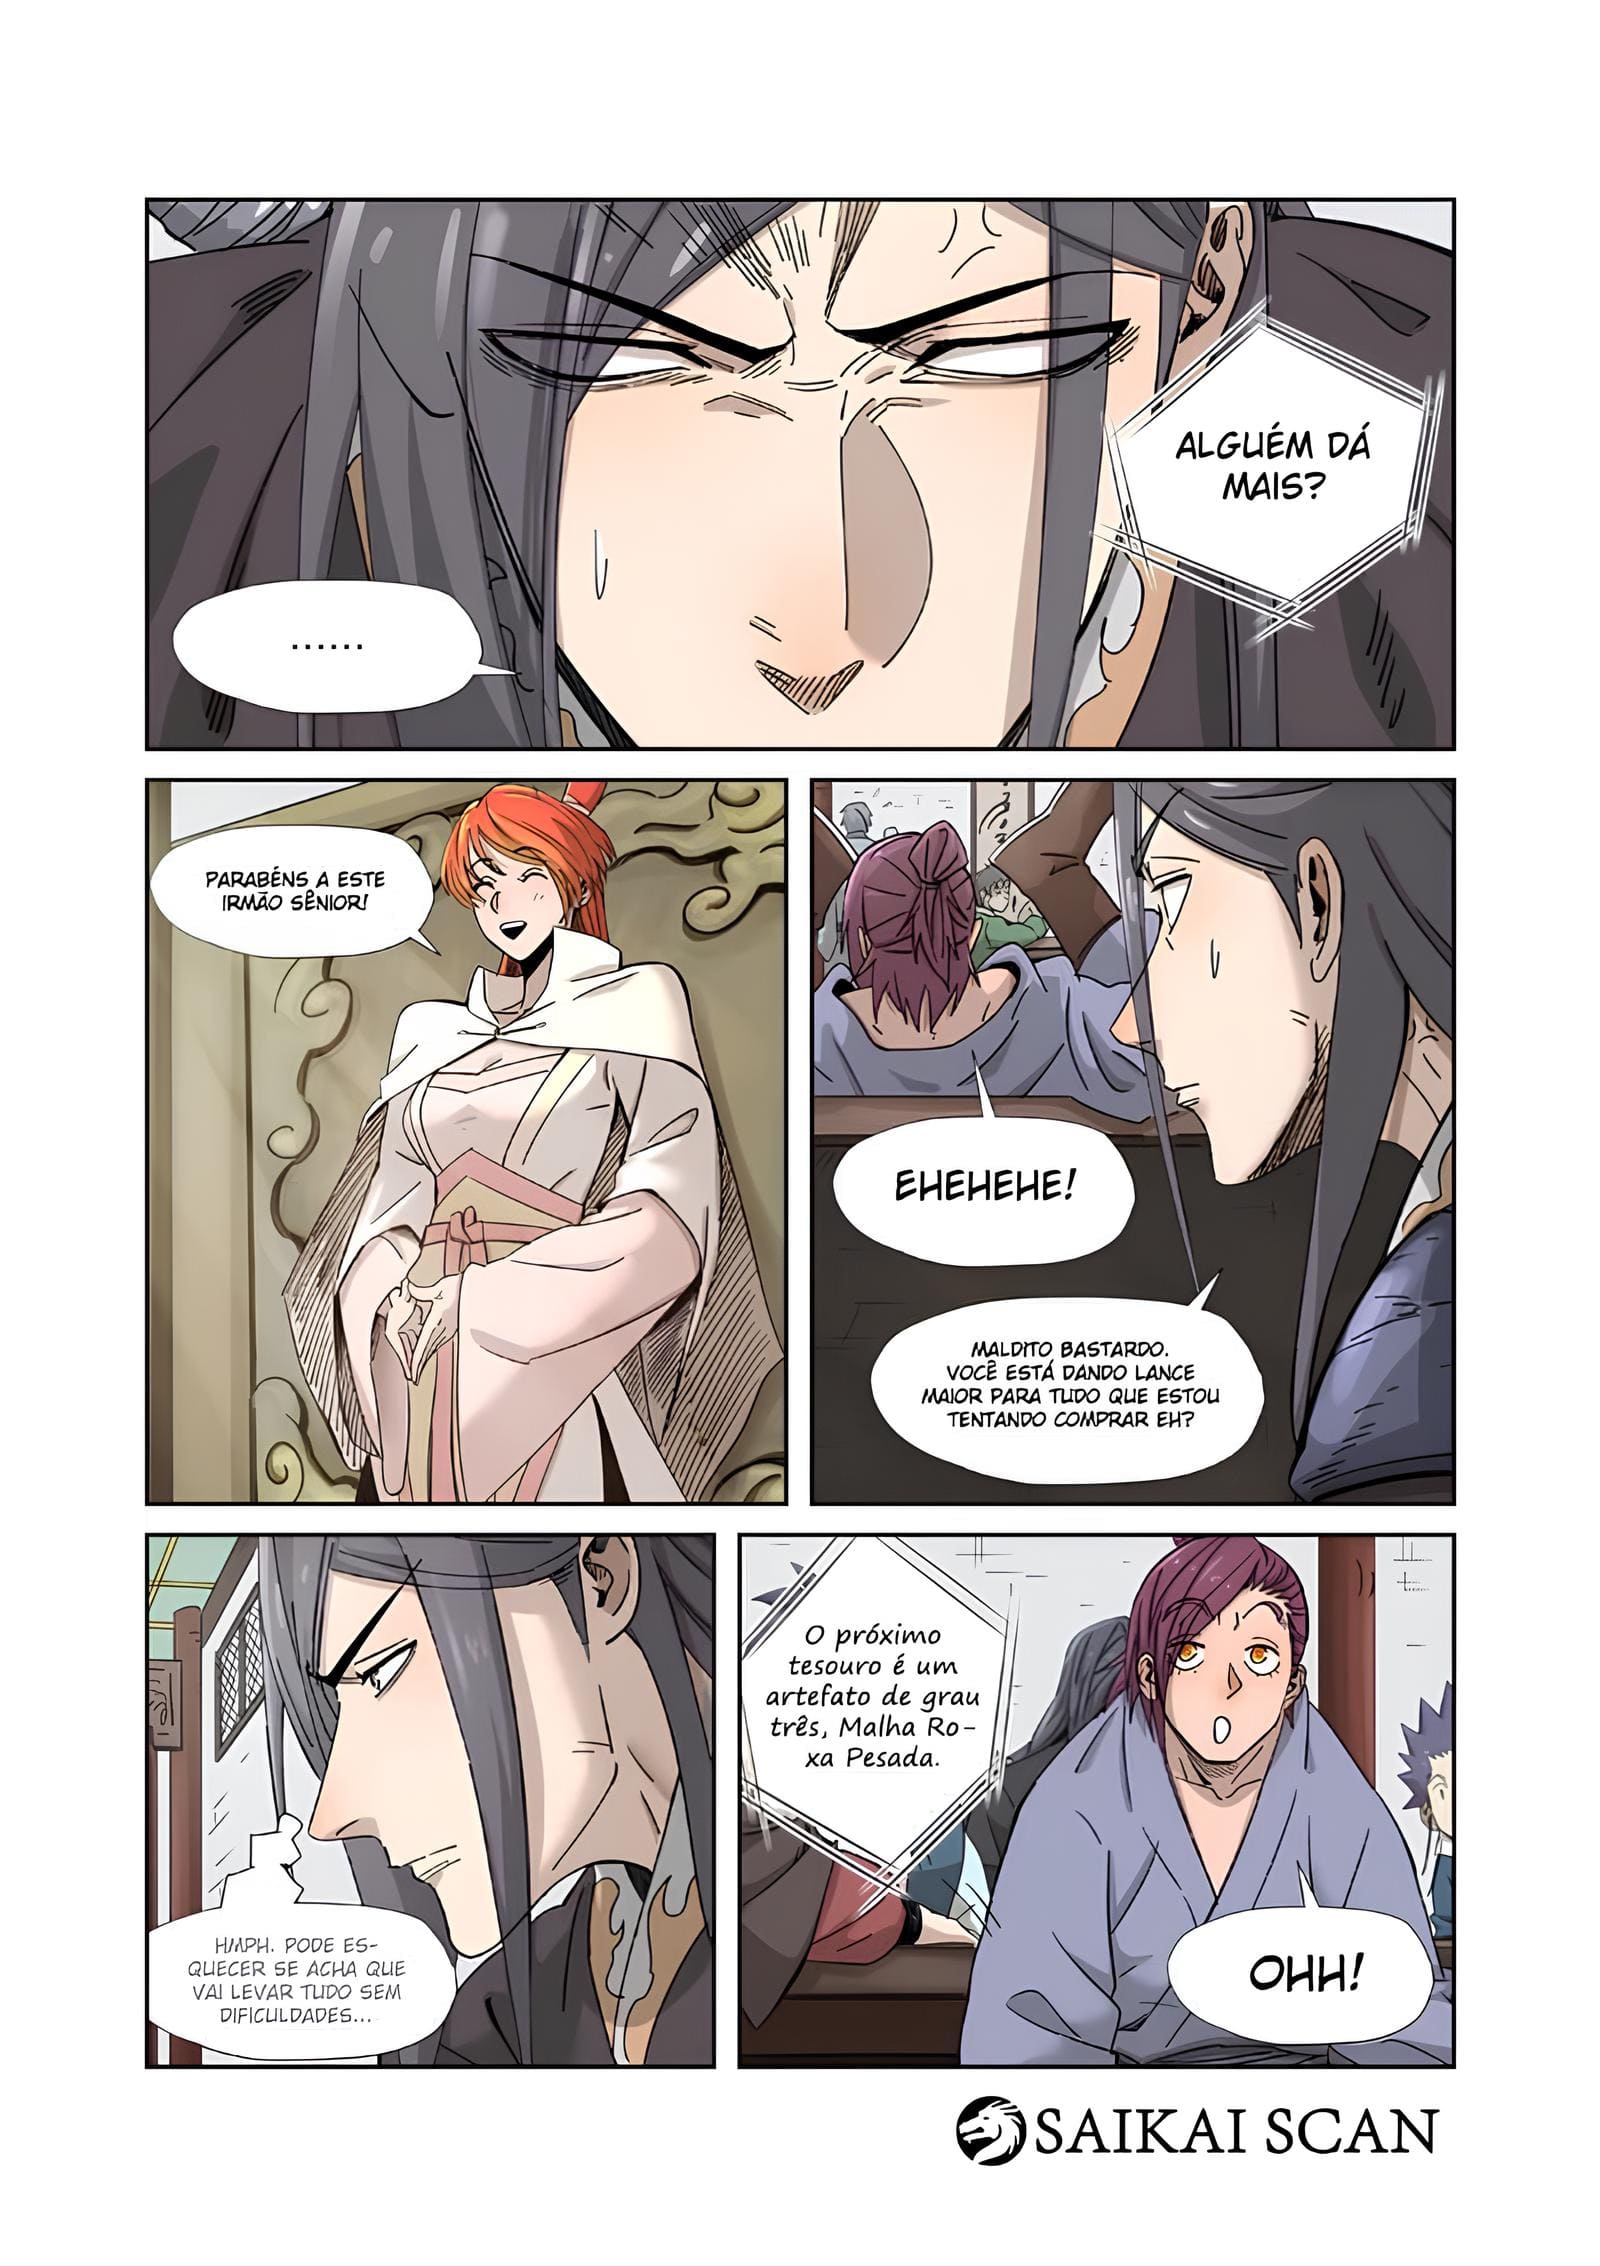 ALGUÉM DÁ
MAIS?
......
PARABÉNS A ESTE
IRMÃO SÊNIOR!
EHEHEHE!
MALDITO BASTARDO.
VOCÊ ESTÁ DANDO LANCE
MAIOR PARA TUDO QUE ESTOU
TENTANDO COMPRAR EH?
HMPH. PODE ES-
QUECER SE ACHA QUE
VAI LEVAR TUDO SEM
DIFICULDADES...
O próximo
tesouro é um
artefato de grau
três, Malha Ro-
xa Pesada.
OHH!
SAIKAI SCAN